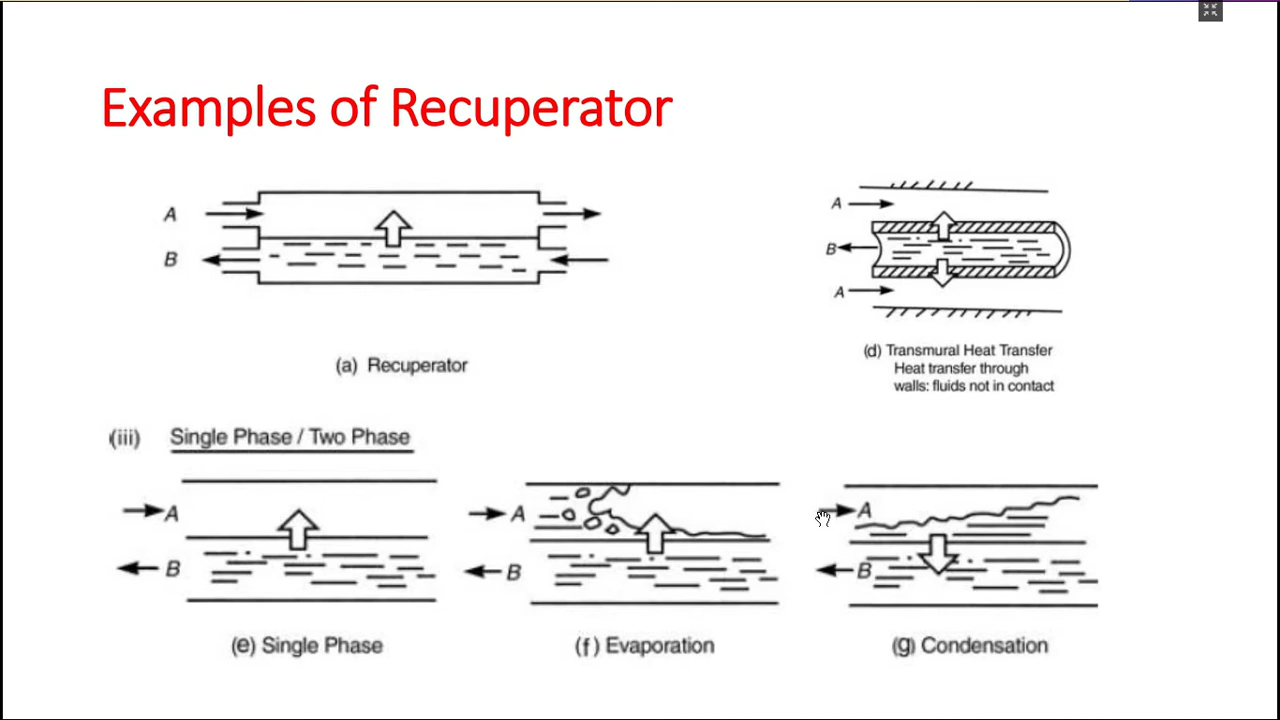 Examples of Recuperator
A
B
(a) Recuperator
A
B
A
(d) Transmural Heat Transfer
Heat transfer through
walls: fluids not in contact
(iii) Single Phase / Two Phase
A
B
(e) Single Phase
A
B
(f) Evaporation
A
B
(g) Condensation